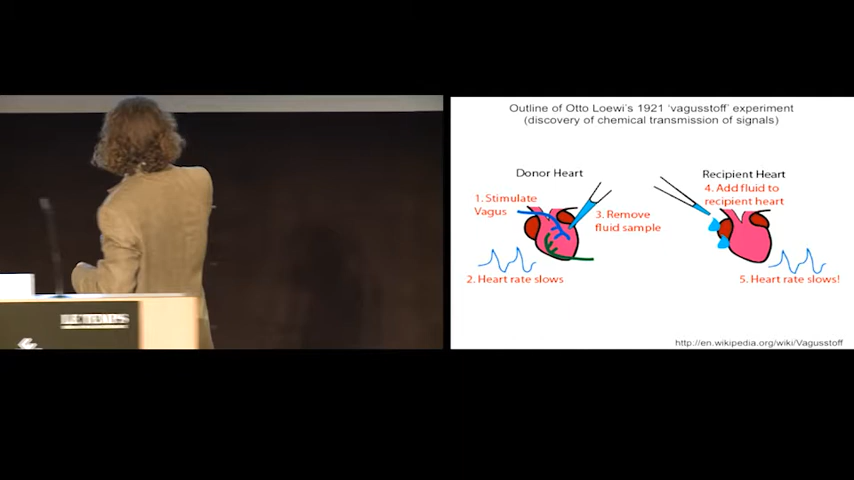 Outline of Otto Loewi's 1921 'vagusstoff' experiment
(discovery of chemical transmission of signals)
Donor Heart
1. Stimulate
Vagus
3. Remove
fluid sample
2. Heart rate slows
Recipient Heart
4. Add fluid to
recipient heart
5. Heart rate slows!
http://en.wikipedia.org/wiki/Vagusstoff